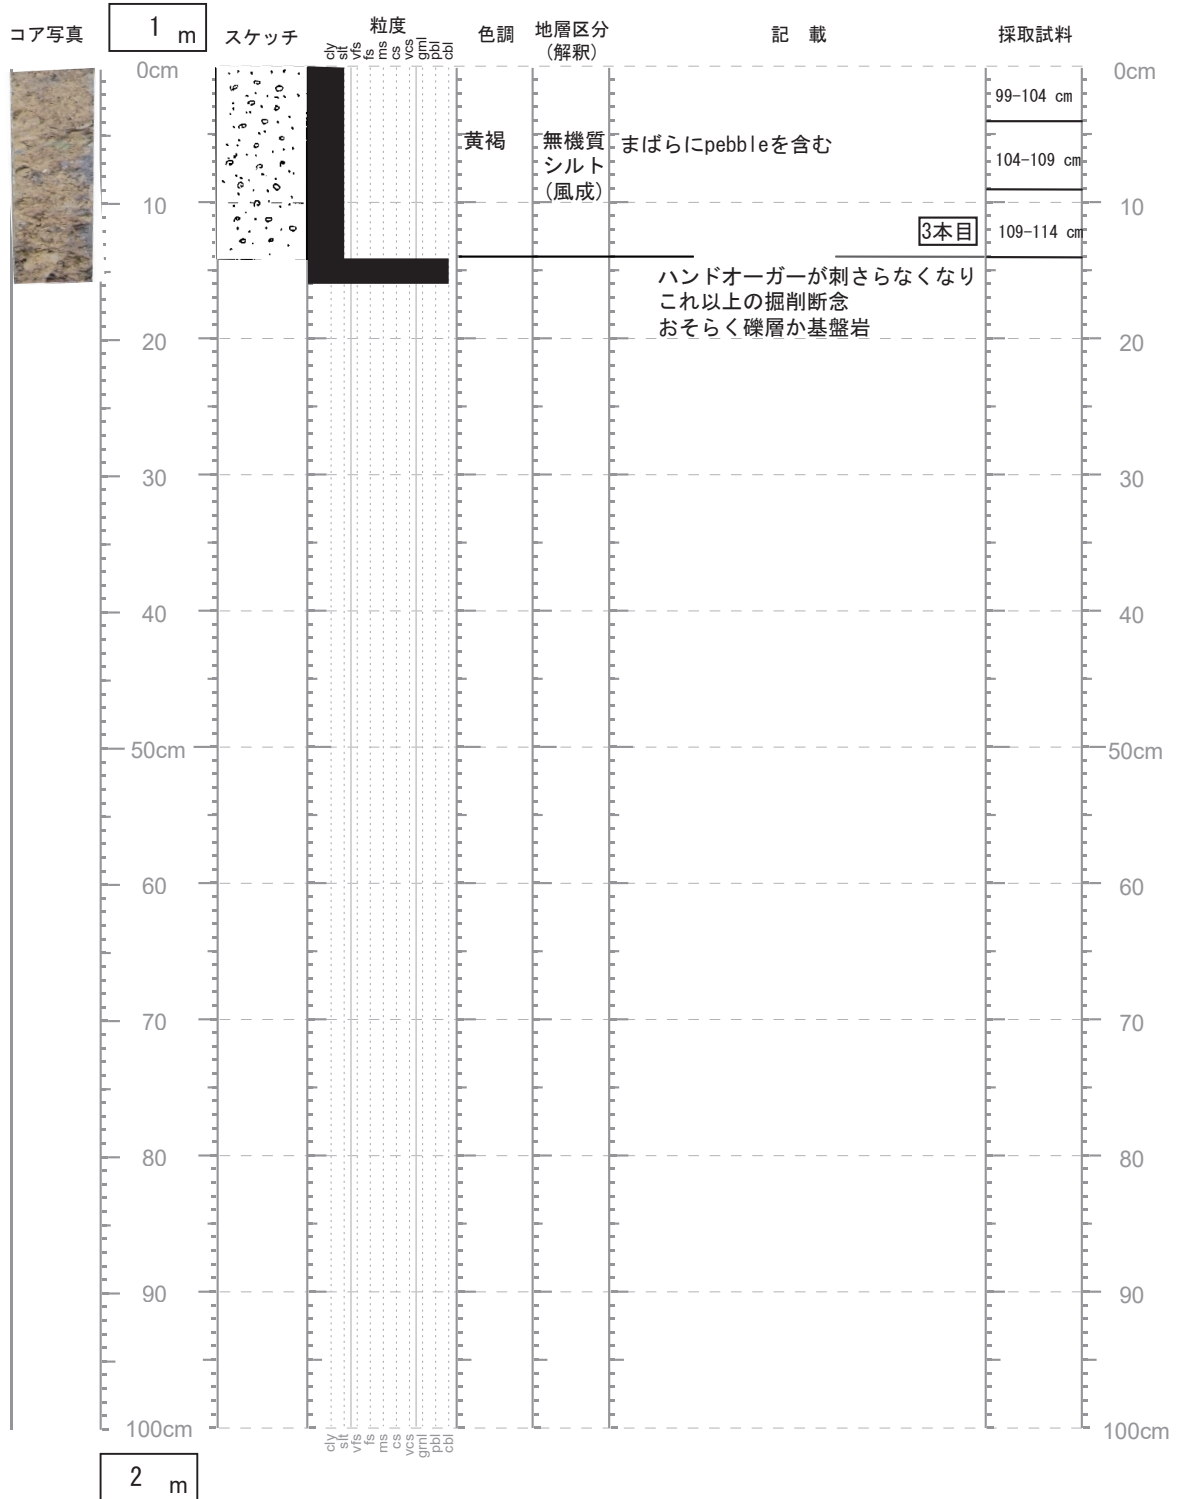 コア写真
1 m
スケッチ
粒度
cly slt vfs fs ms cs vcs grnl pbl cbl
色調
地層区分
(解釈)
記 載
採取試料
0cm
10
20
30
40
50cm
60
70
80
90
100cm
黄褐
無機質
シルト
(風成)
まばらにpebbleを含む
3本目
ハンドオーガーが刺さらなくなり
これ以上の掘削断念
おそらく礫層か基盤岩
99-104 cm
104-109 cm
109-114 cm
0cm
10
20
30
40
50cm
60
70
80
90
100cm
cly slt vfs fs ms cs vcs grnl pbl cbl
2 m